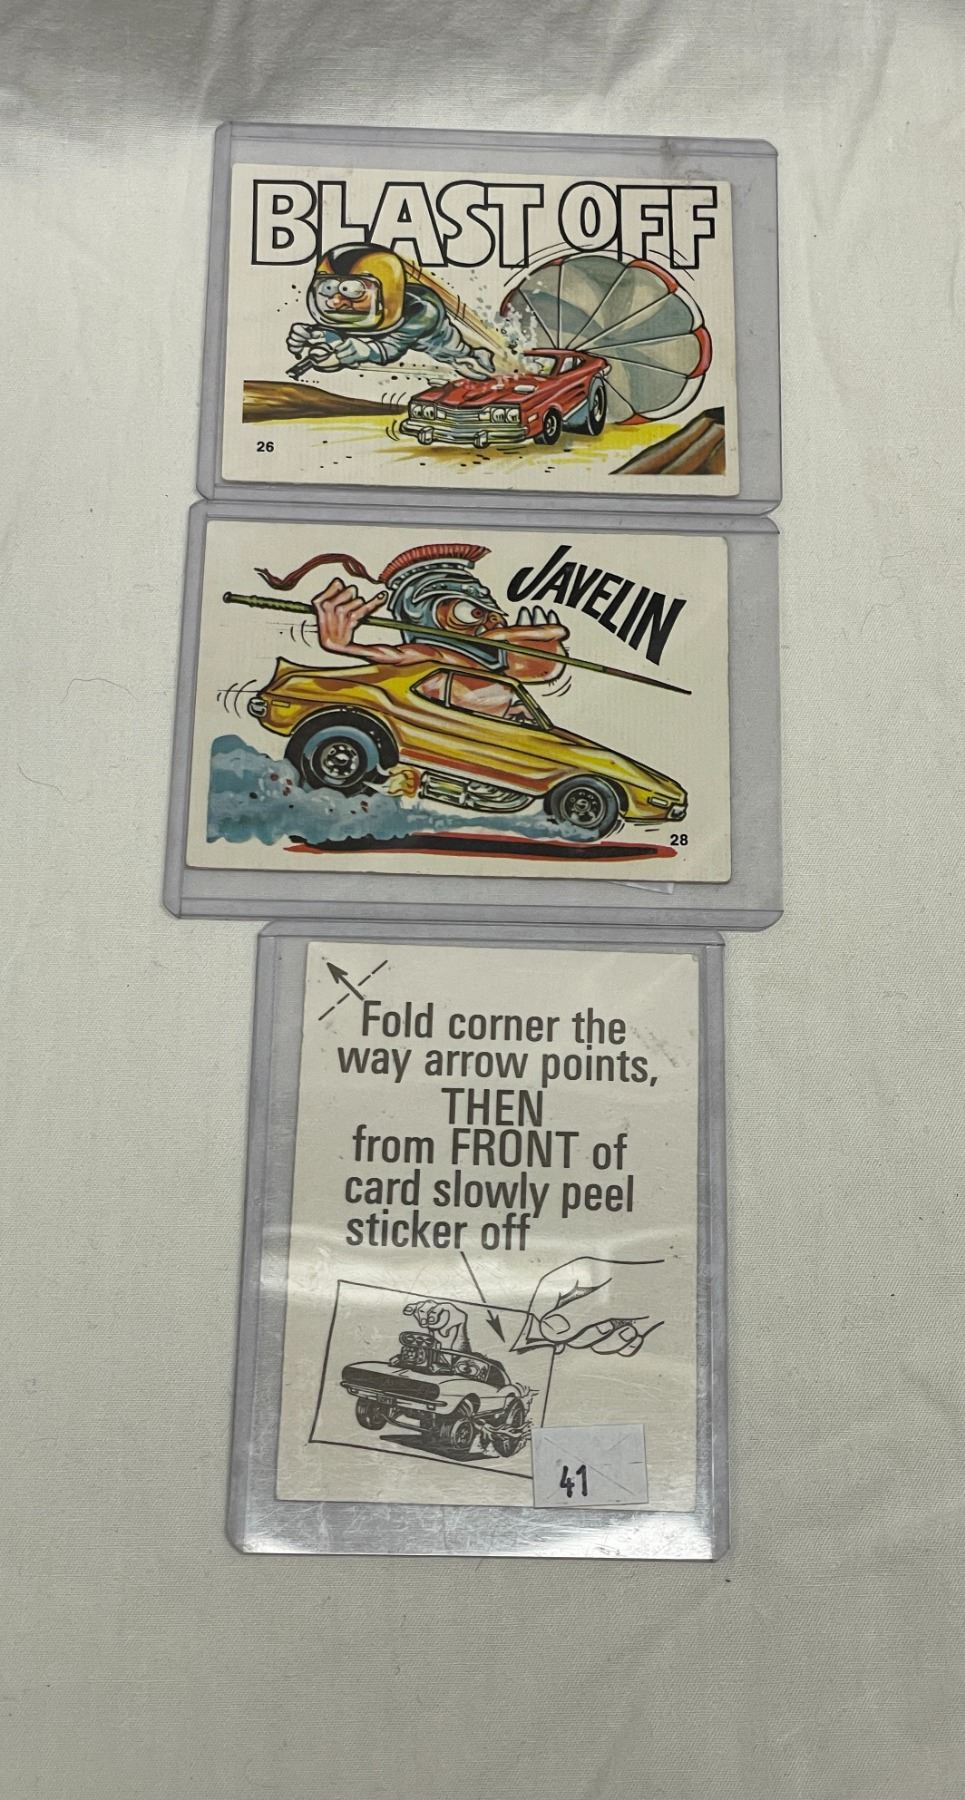 BLAST OFF
26
JAVELIN
28
Fold corner the
way arrow points,
THEN
from FRONT of
card slowly peel
sticker off
41